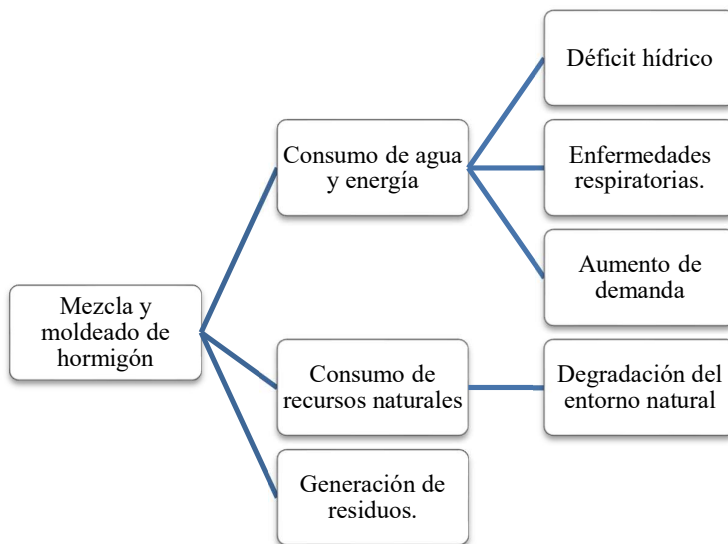 Mezcla y
moldeado de
hormigón
Consumo de agua
y energía
Déficit hídrico
Enfermedades
respiratorias.
Aumento de
demanda
Consumo de
recursos naturales
Degradación del
entorno natural
Generación de
residuos.